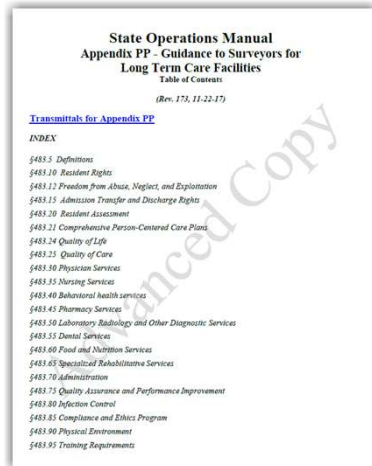 State Operations Manual
Appendix PP - Guidance to Surveyors for
Long Term Care Facilities
Table of Contents
(Rev. 173, 11-22-17)
Transmittals for Appendix PP
INDEX
§483.5 Definitions
§483.10 Resident Rights
§483.12 Freedom from Abuse, Neglect, and Exploitation
§483.15 Admission Transfer and Discharge Rights
§483.20 Resident Assessment
§483.21 Comprehensive Person-Centered Care Plans
§483.24 Quality of Life
§483.25 Quality of Care
§483.30 Physician Services
§483.35 Nursing Services
§483.40 Behavioral health services
§483.45 Pharmacy Services
§483.50 Laboratory Radiology and Other Diagnostic Services
§483.55 Dental Services
§483.60 Food and Nutrition Services
§483.65 Specialized Rehabilitative Services
§483.70 Administration
§483.75 Quality Assurance and Performance Improvement
§483.80 Infection Control
§483.85 Compliance and Ethics Program
§483.90 Physical Environment
§483.95 Training Requirements
Advanced Copy